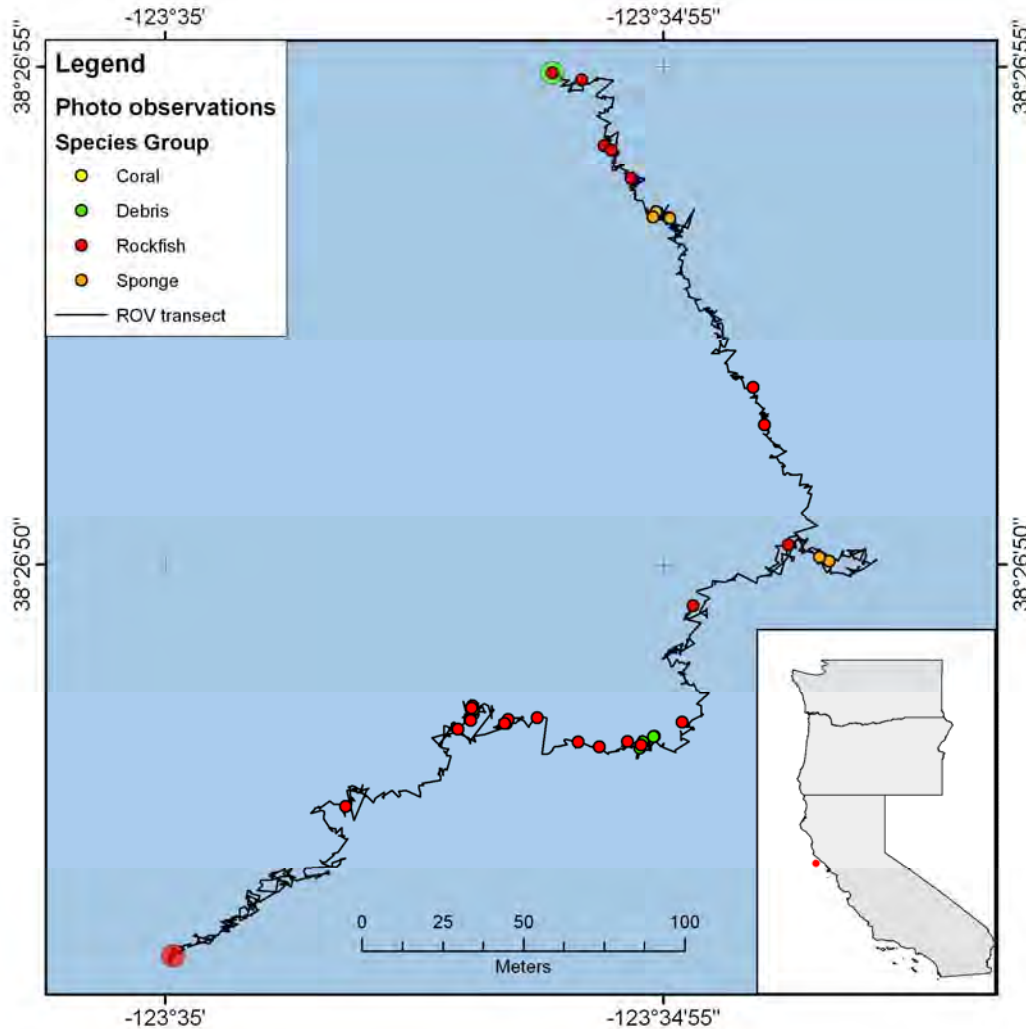 -123°35' -123°34'55"
38°26'55" 38°26'55"
Legend
Photo observations
Species Group
Coral
Debris
Rockfish
Sponge
ROV transect
38°26'50" 38°26'50"
0 25 50 100
Meters
-123°35' -123°34'55"